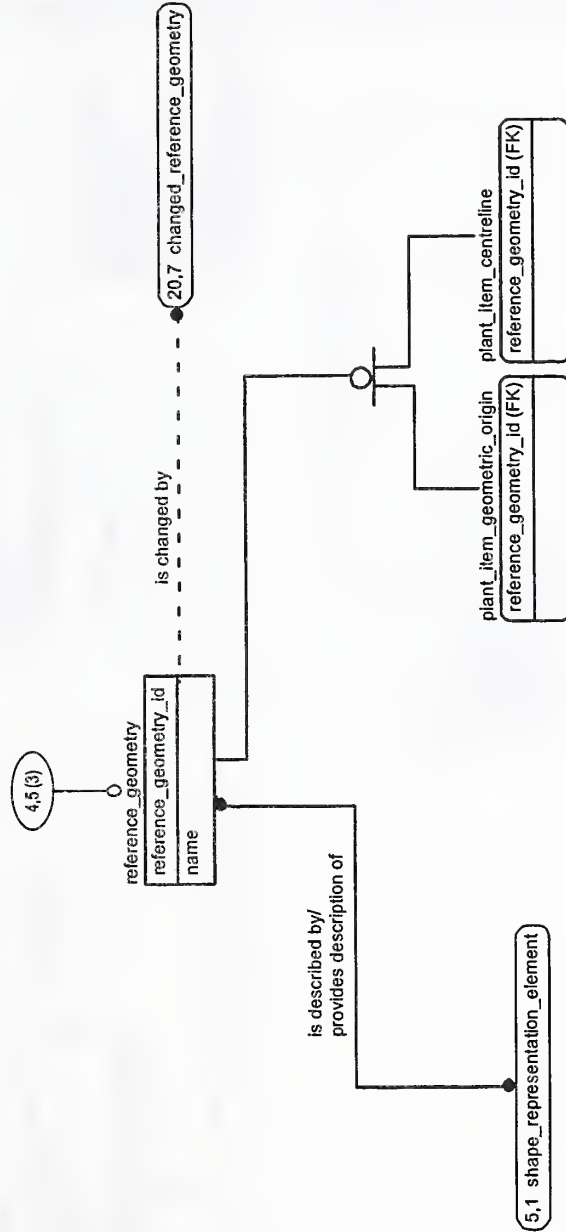 4,5 (3)
reference_geometry
reference_geometry_id
name
is changed by
20,7 changed_reference_geometry
is described by/
provides description of
5,1 shape_representation_element
plant_item_geometric_origin
reference_geometry_id (FK)
plant_item_centreline
reference_geometry_id (FK)